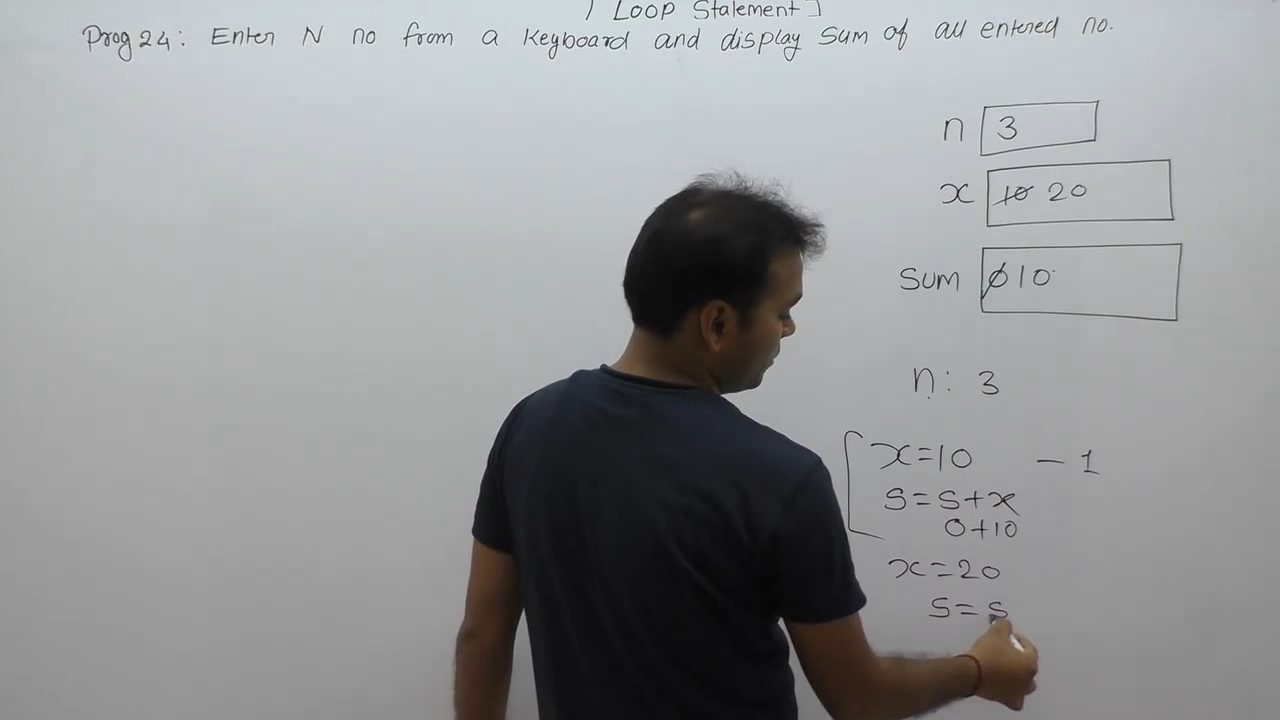 [ Loop Statement ]
Prog 24: Enter N no from a keyboard and display sum of all entered no.
n 3
x 10 20
sum 0 10
n: 3
x=10 - 1
S=S+x
0+10
x=20
S=S